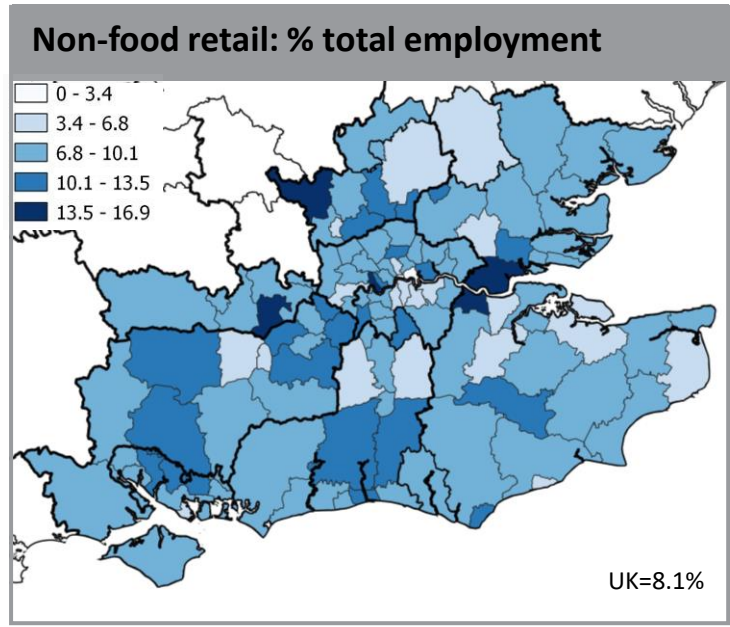 Non-food retail: % total employment
0 - 3.4
3.4 - 6.8
6.8 - 10.1
10.1 - 13.5
13.5 - 16.9
UK=8.1%